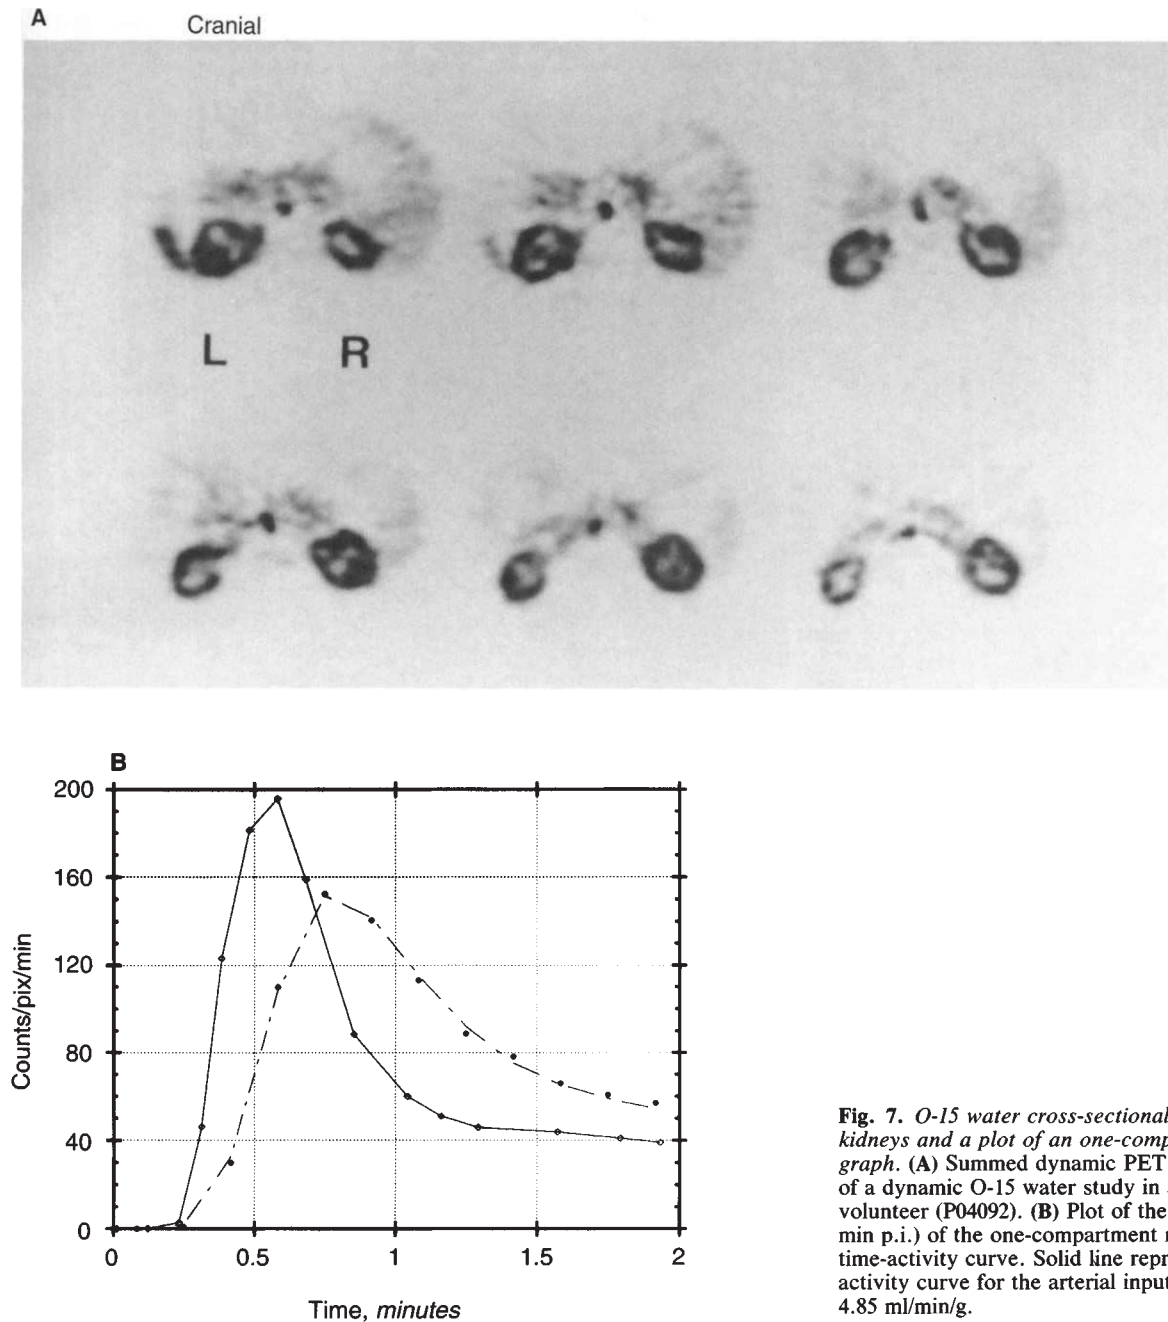 A
Cranial
L R
B
200
160
120
80
40
0
0 0.5 1 1.5 2
Counts/pix/min
Time, minutes
Fig. 7. O-15 water cross-sectional
kidneys and a plot of an one-comp
graph. (A) Summed dynamic PET
of a dynamic O-15 water study in
volunteer (P04092). (B) Plot of the
min p.i.) of the one-compartment
time-activity curve. Solid line repr
activity curve for the arterial input
4.85 ml/min/g.